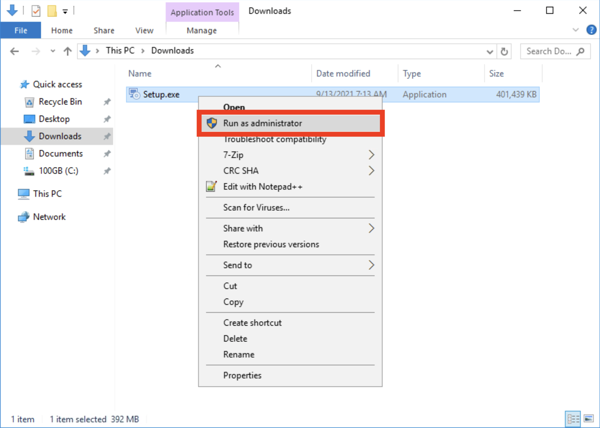 Application Tools Downloads
File Home Share View Manage
This PC Downloads Search Do...
Name Date modified Type Size
Quick access
Recycle Bin
Desktop
Downloads
Documents
100GB (C:)
This PC
Network
Setup.exe 9/13/2021 7:13 AM Application 401,439 KB
Open
Run as administrator
Troubleshoot compatibility
7-Zip
CRC SHA
Edit with Notepad++
Scan for Viruses...
Share with
Restore previous versions
Send to
Cut
Copy
Create shortcut
Delete
Rename
Properties
1 item 1 item selected 392 MB